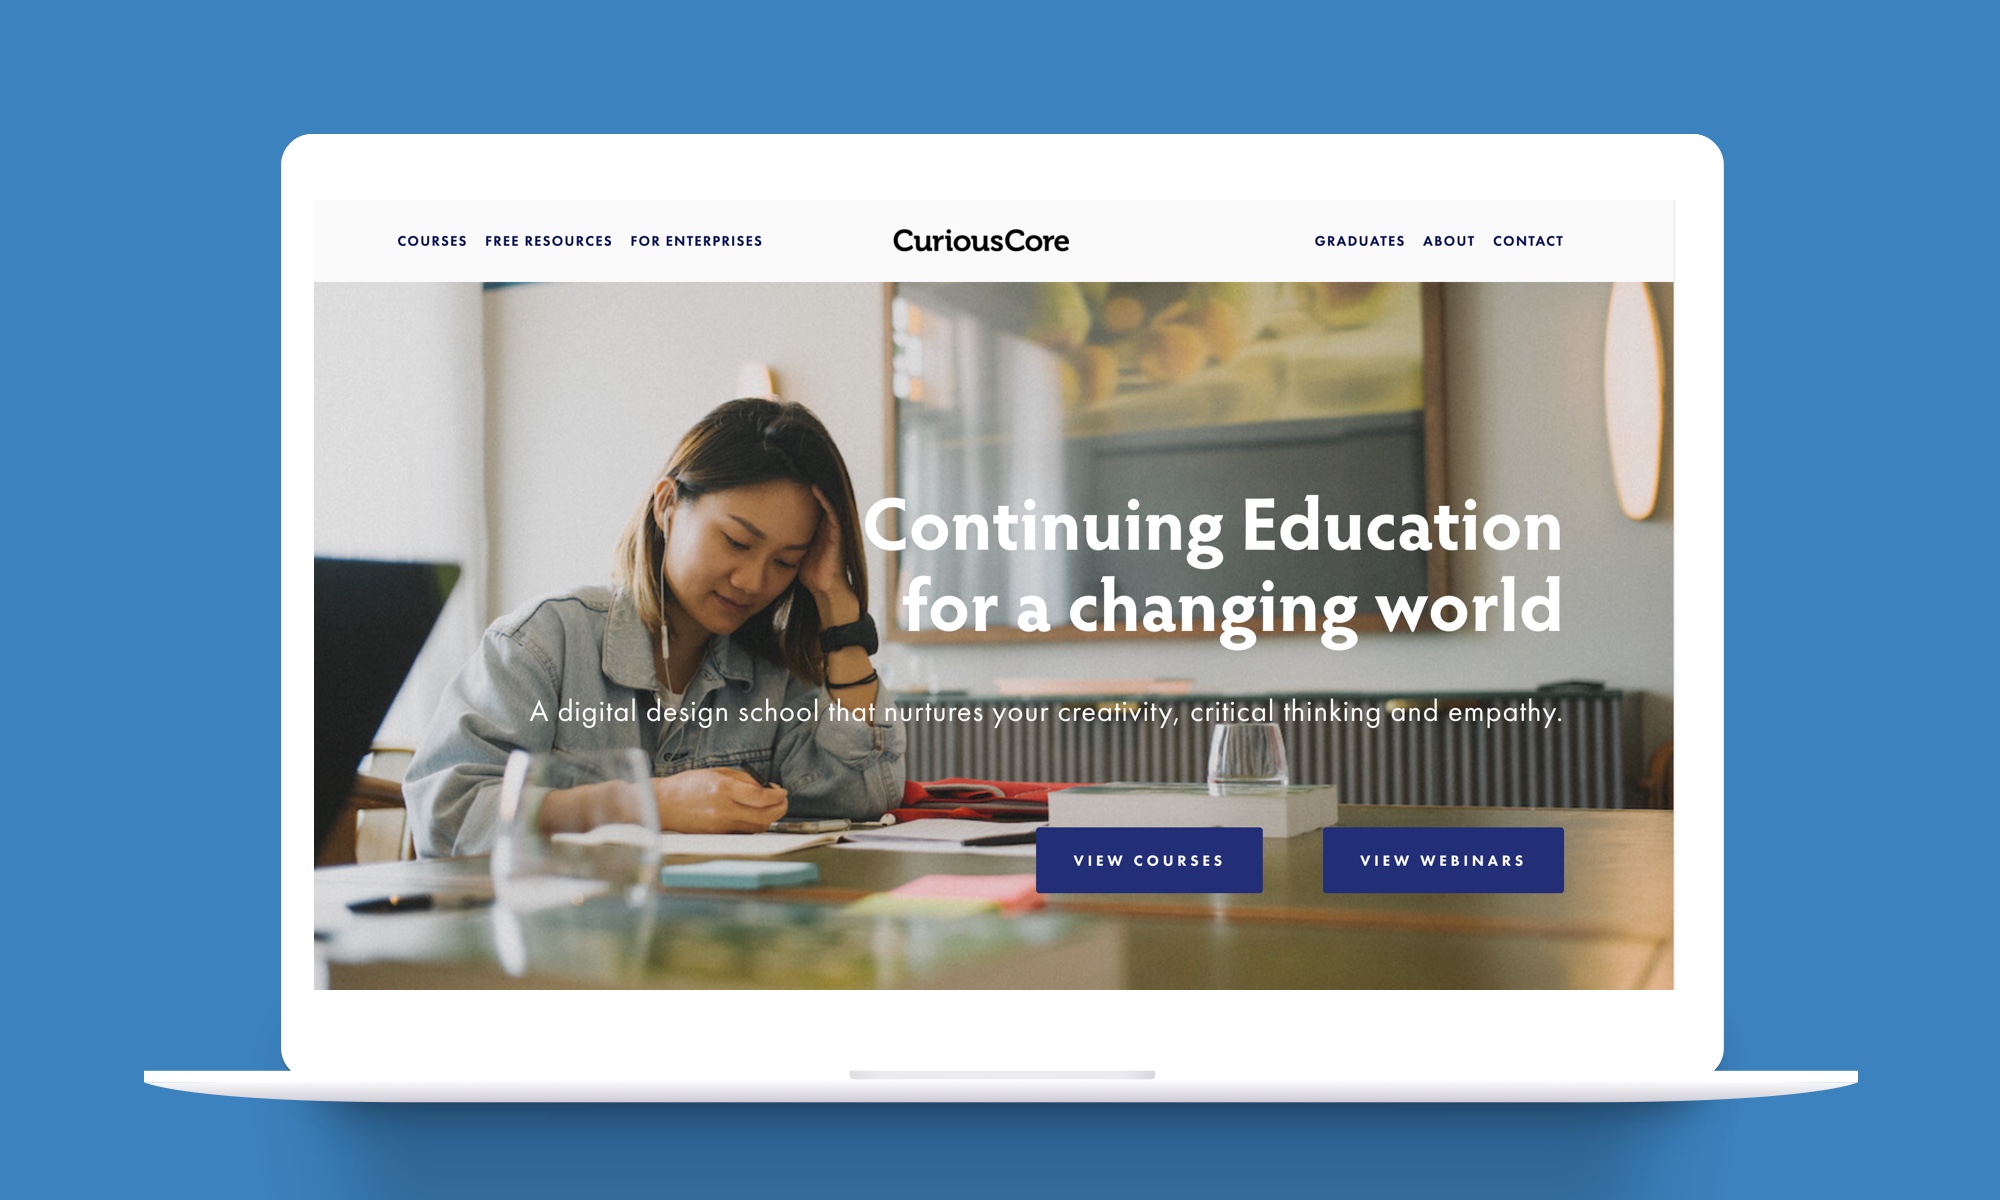 COURSES FREE RESOURCES FOR ENTERPRISES CuriousCore GRADUATES ABOUT CONTACT
Continuing Education
for a changing world
A digital design school that nurtures your creativity, critical thinking and empathy.
VIEW COURSES VIEW WEBINARS